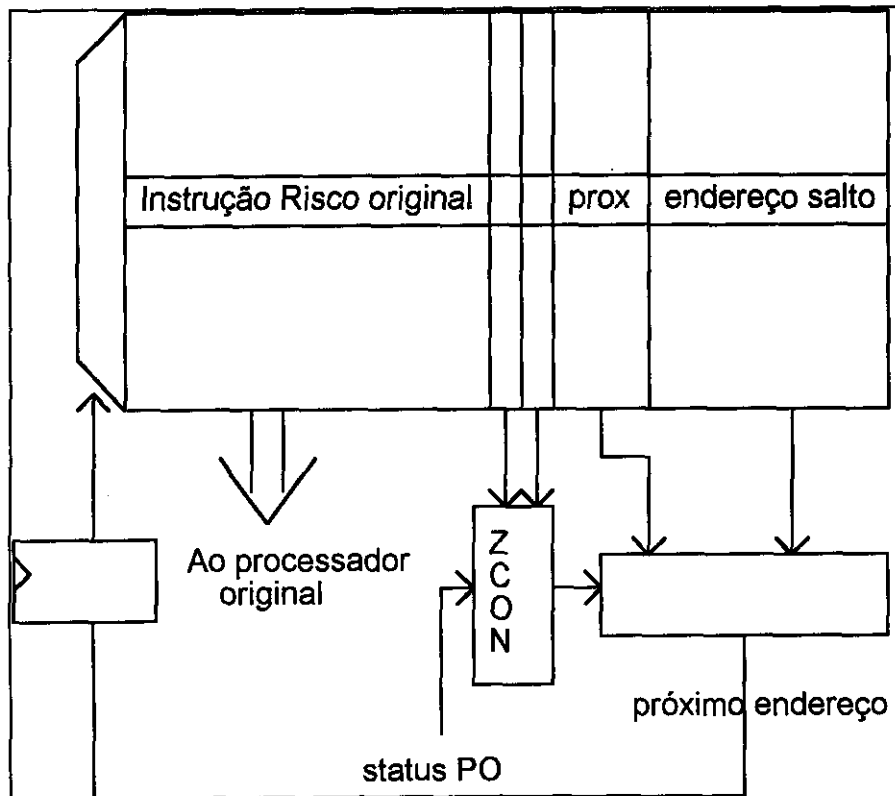 Instrução Risco original
prox
endereço salto
Ao processador
original
Z
C
O
N
próximo endereço
status PO